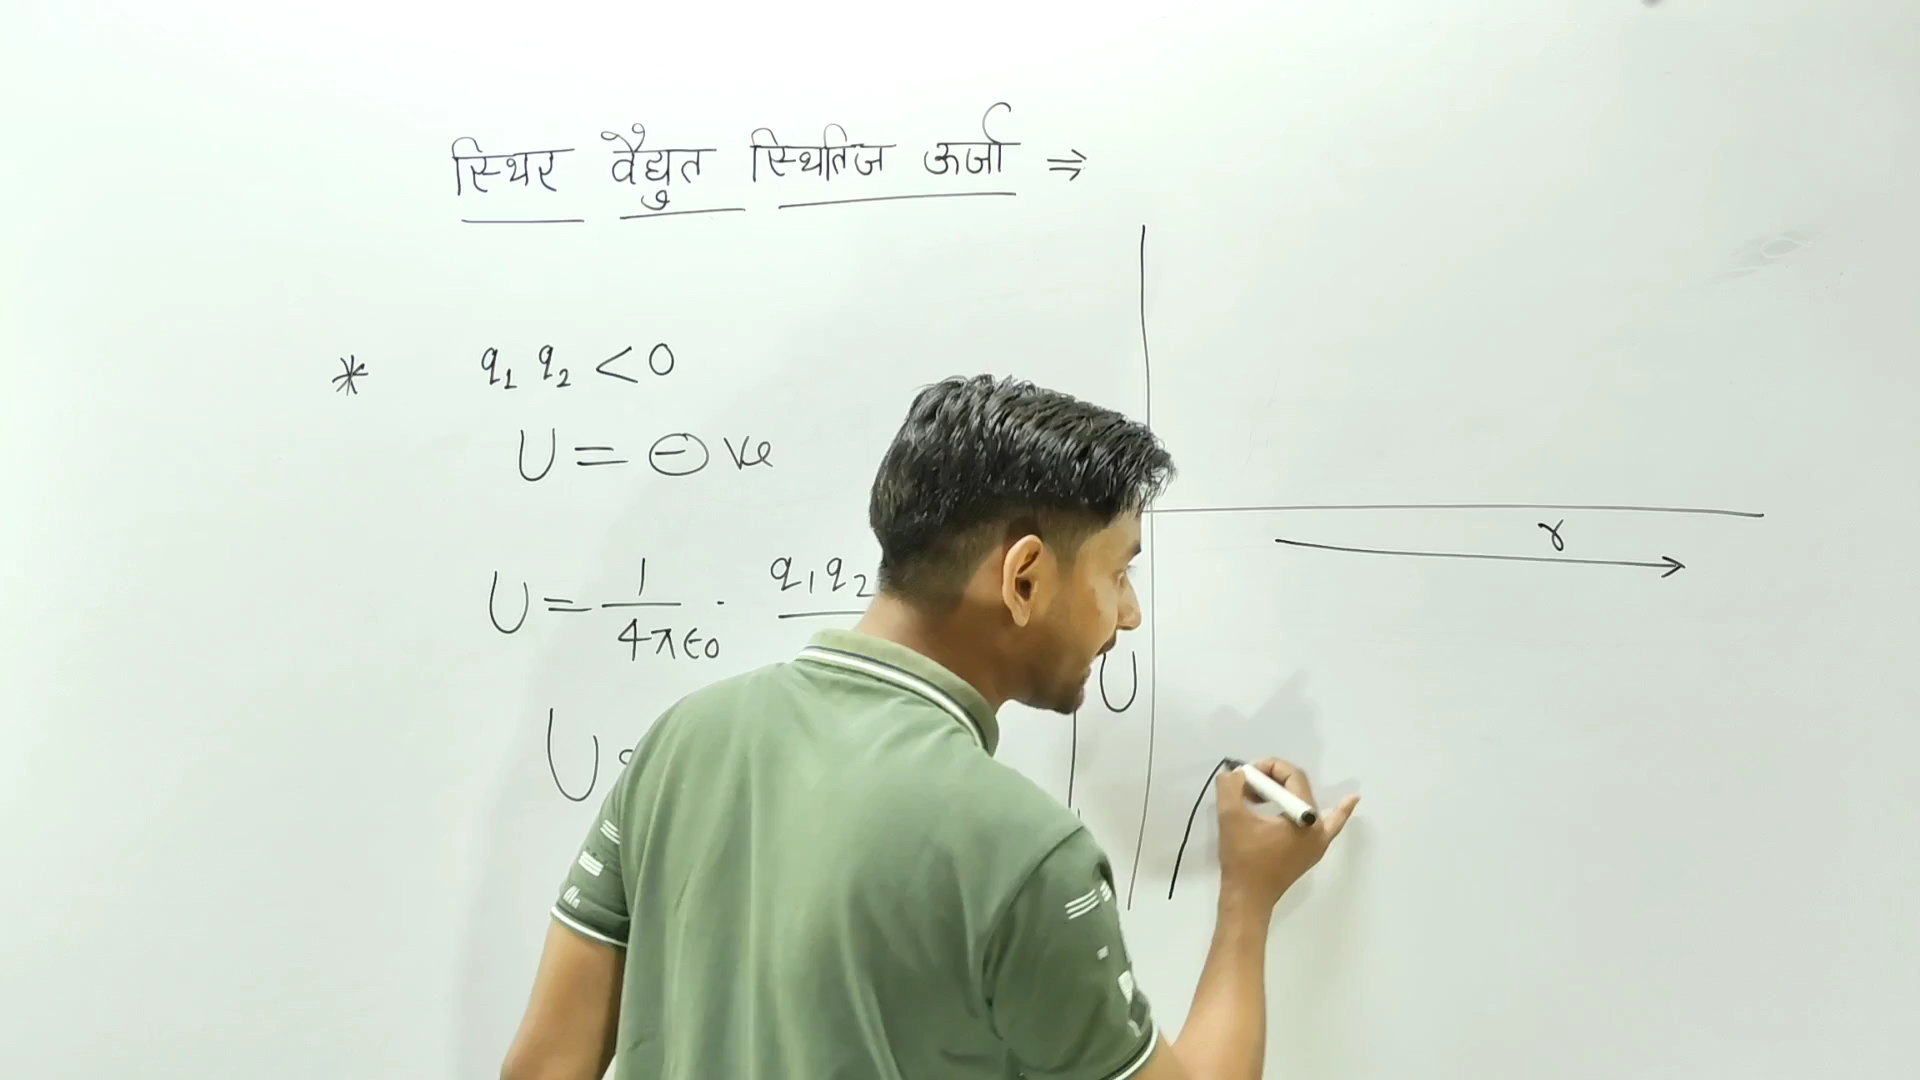 स्थिर वैद्युत स्थितिज ऊर्जा ⇒
* q₁ q₂ < 0
U = ⊖ ve
U = 1/4πϵ₀ · q₁q₂
U
r
U